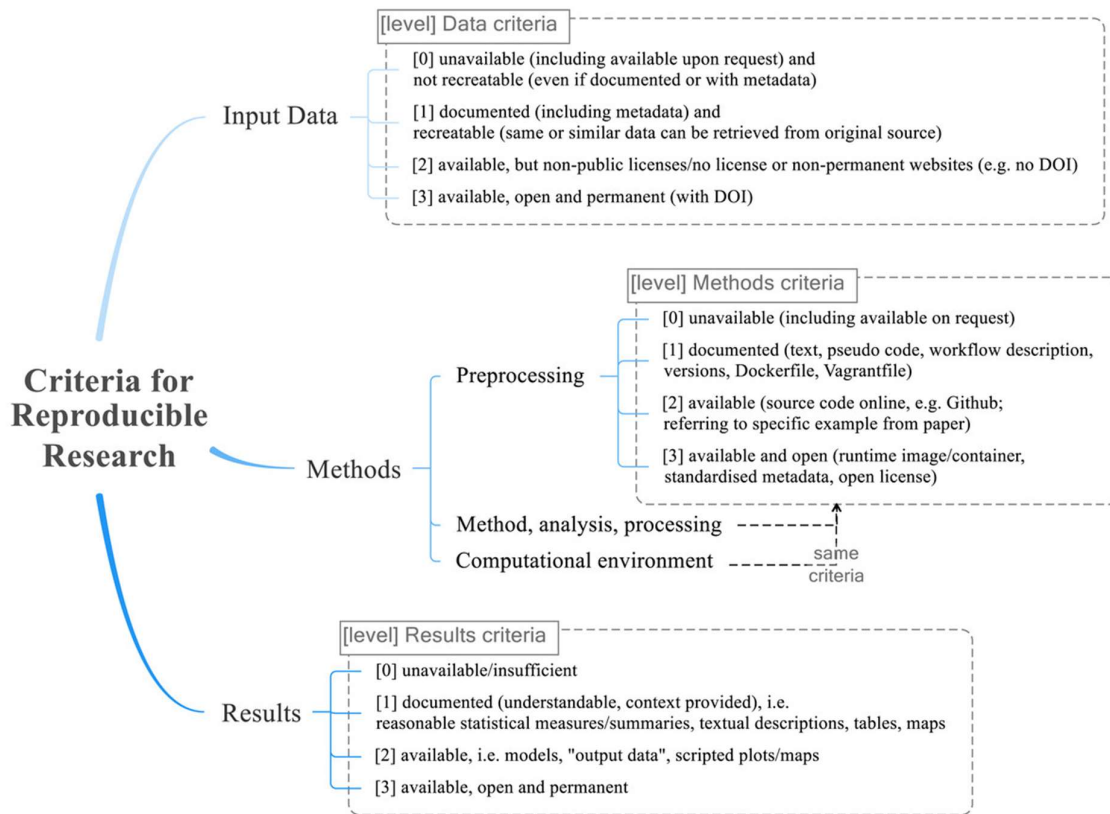 [level] Data criteria
[0] unavailable (including available upon request) and
not recreatable (even if documented or with metadata)
Input Data
[1] documented (including metadata) and
recreatable (same or similar data can be retrieved from original source)
[2] available, but non-public licenses/no license or non-permanent websites (e.g. no DOI)
[3] available, open and permanent (with DOI)
Criteria for
Reproducible
Research
Methods
[level] Methods criteria
Preprocessing
[0] unavailable (including available on request)
[1] documented (text, pseudo code, workflow description,
versions, Dockerfile, Vagrantfile)
[2] available (source code online, e.g. Github;
referring to specific example from paper)
[3] available and open (runtime image/container,
standardised metadata, open license)
Method, analysis, processing
Computational environment
same
criteria
[level] Results criteria
Results
[0] unavailable/insufficient
[1] documented (understandable, context provided), i.e.
reasonable statistical measures/summaries, textual descriptions, tables, maps
[2] available, i.e. models, "output data", scripted plots/maps
[3] available, open and permanent